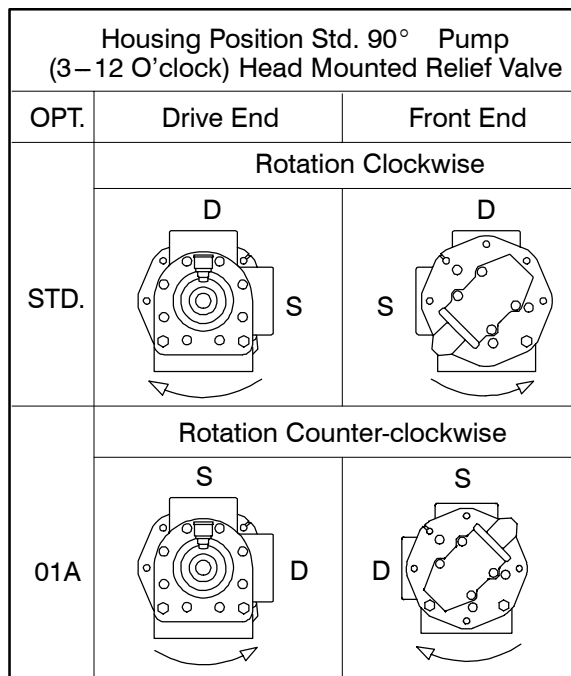 Housing Position Std. 90° Pump
(3–12 O’clock) Head Mounted Relief Valve
OPT. Drive End Front End
Rotation Clockwise
D D
STD. S S
Rotation Counter-clockwise
S S
01A D D